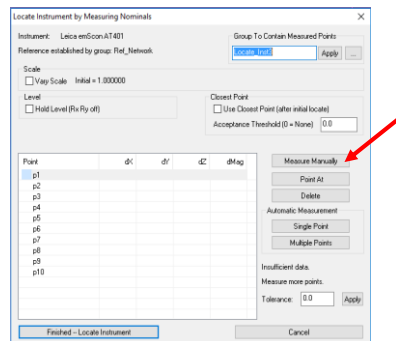 Locate Instrument by Measuring Nominals
Instrument: Leica emScon AT401
Reference established by group: Ref_Network
Group To Contain Measured Points
Locate_Inst3
Apply ...
Scale
Vary Scale Initial = 1.000000
Level
Hold Level (Rx Ry off)
Closest Point
Use Closest Point (after initial locate)
Acceptance Threshold (0 = None) 0.0
Point dX dY dZ dMag
p1
p2
p3
p4
p5
p6
p7
p8
p9
p10
Measure Manually
Point At
Delete
Automatic Measurement
Single Point
Multiple Points
Insufficient data.
Measure more points.
Tolerance: 0.0 Apply
Finished -- Locate Instrument
Cancel